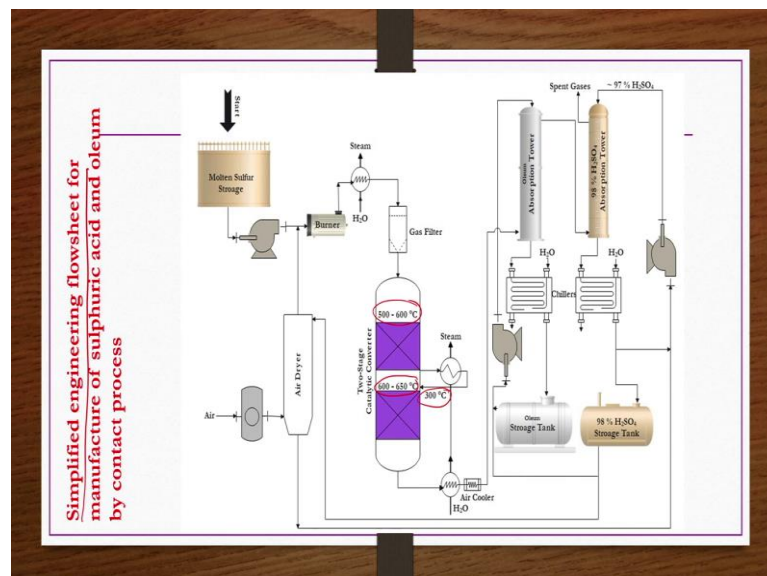 Simplified engineering flowsheet for
manufacture of sulphuric acid and oleum
by contact process
Start
Molten Sulfur
Stroage
Burner
Steam
H₂O
Gas Filter
Air
Air Dryer
500 - 600 °C
600 - 650 °C
300 °C
Two-Stage
Catalytic Converter
Steam
Air Cooler
H₂O
Spent Gases
~ 97 % H₂SO₄
Oleum
Absorption Tower
98 % H₂SO₄
Absorption Tower
H₂O
H₂O
Chillers
Oleum
Stroage Tank
98 % H₂SO₄
Stroage Tank